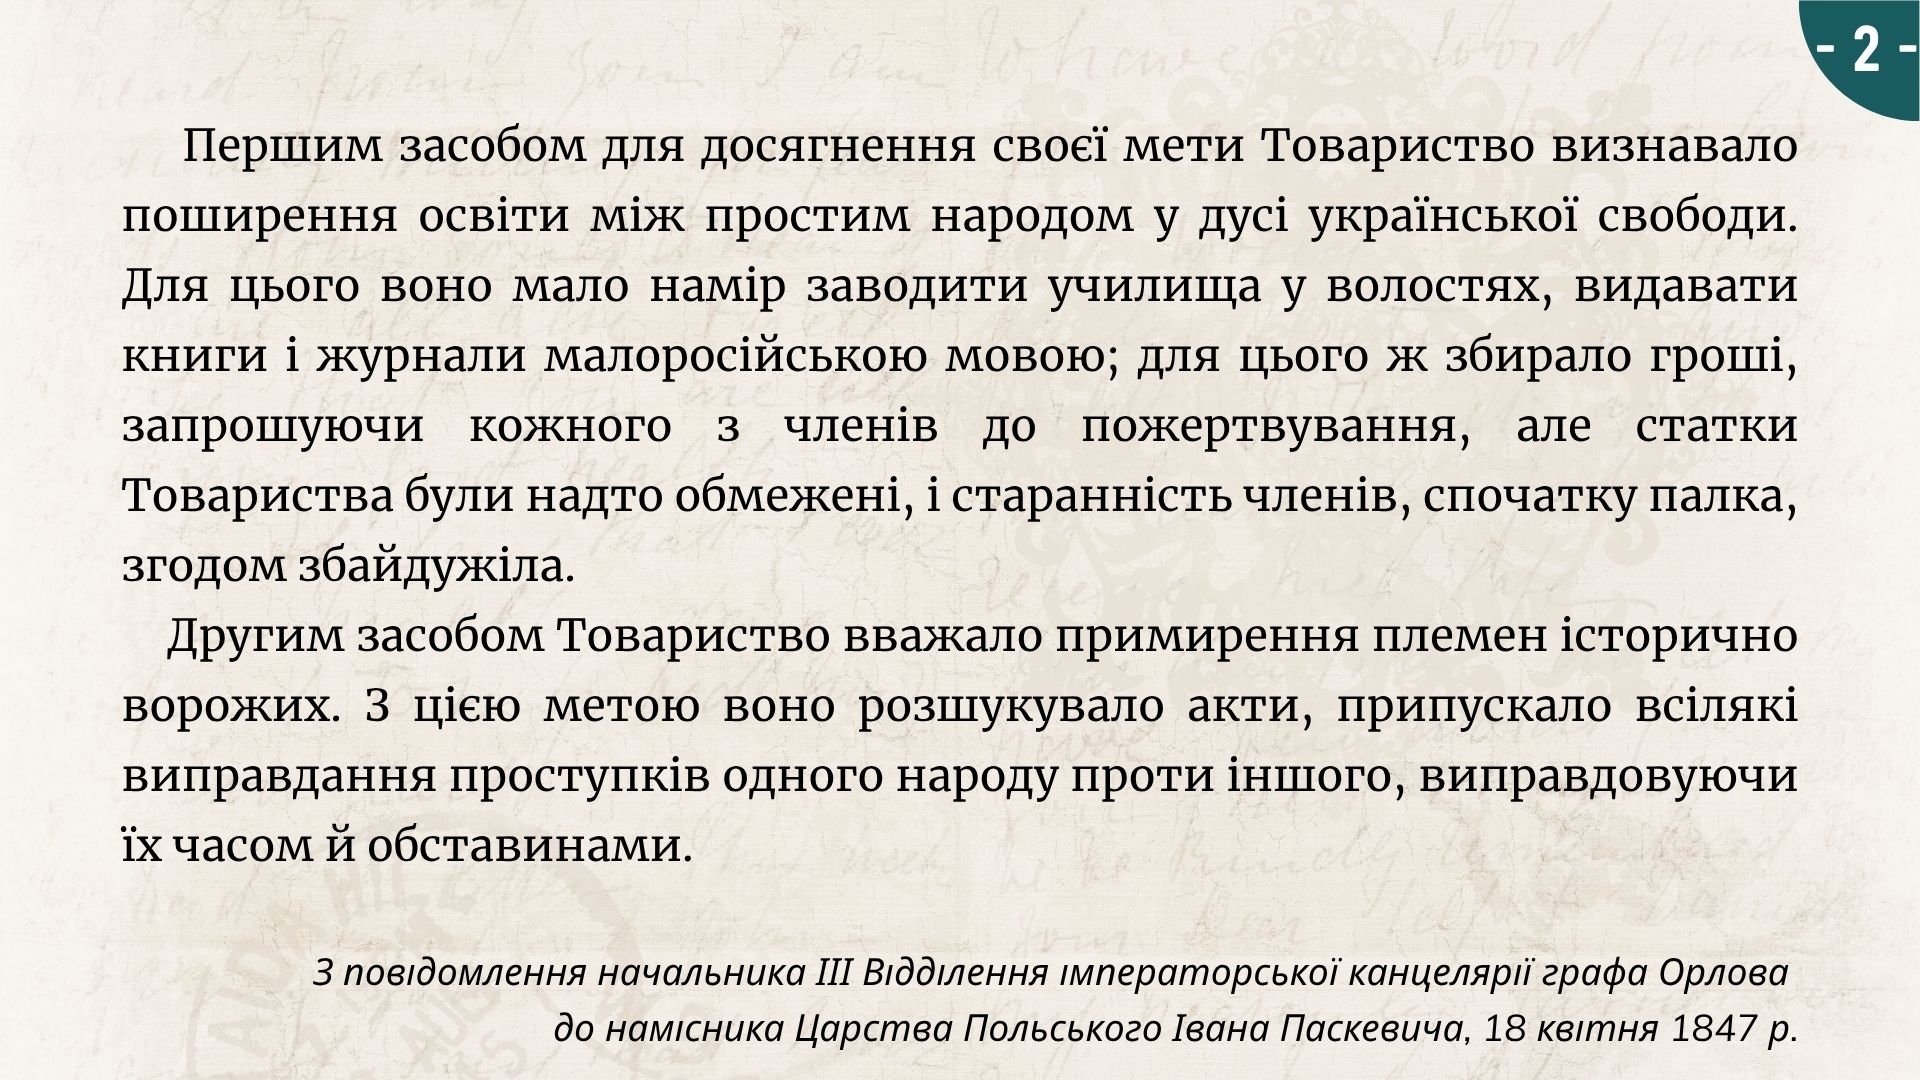 - 2 -
Першим засобом для досягнення своєї мети Товариство визнавало
поширення освіти між простим народом у дусі української свободи.
Для цього воно мало намір заводити училища у волостях, видавати
книги і журнали малоросійською мовою; для цього ж збирало гроші,
запрошуючи кожного з членів до пожертвування, але статки
Товариства були надто обмежені, і старанність членів, спочатку палка,
згодом збайдужіла.
Другим засобом Товариство вважало примирення племен історично
ворожих. З цією метою воно розшукувало акти, припускало всілякі
виправдання проступків одного народу проти іншого, виправдовуючи
їх часом й обставинами.
З повідомлення начальника ІІІ Відділення імператорської канцелярії графа Орлова
до намісника Царства Польського Івана Паскевича, 18 квітня 1847 р.